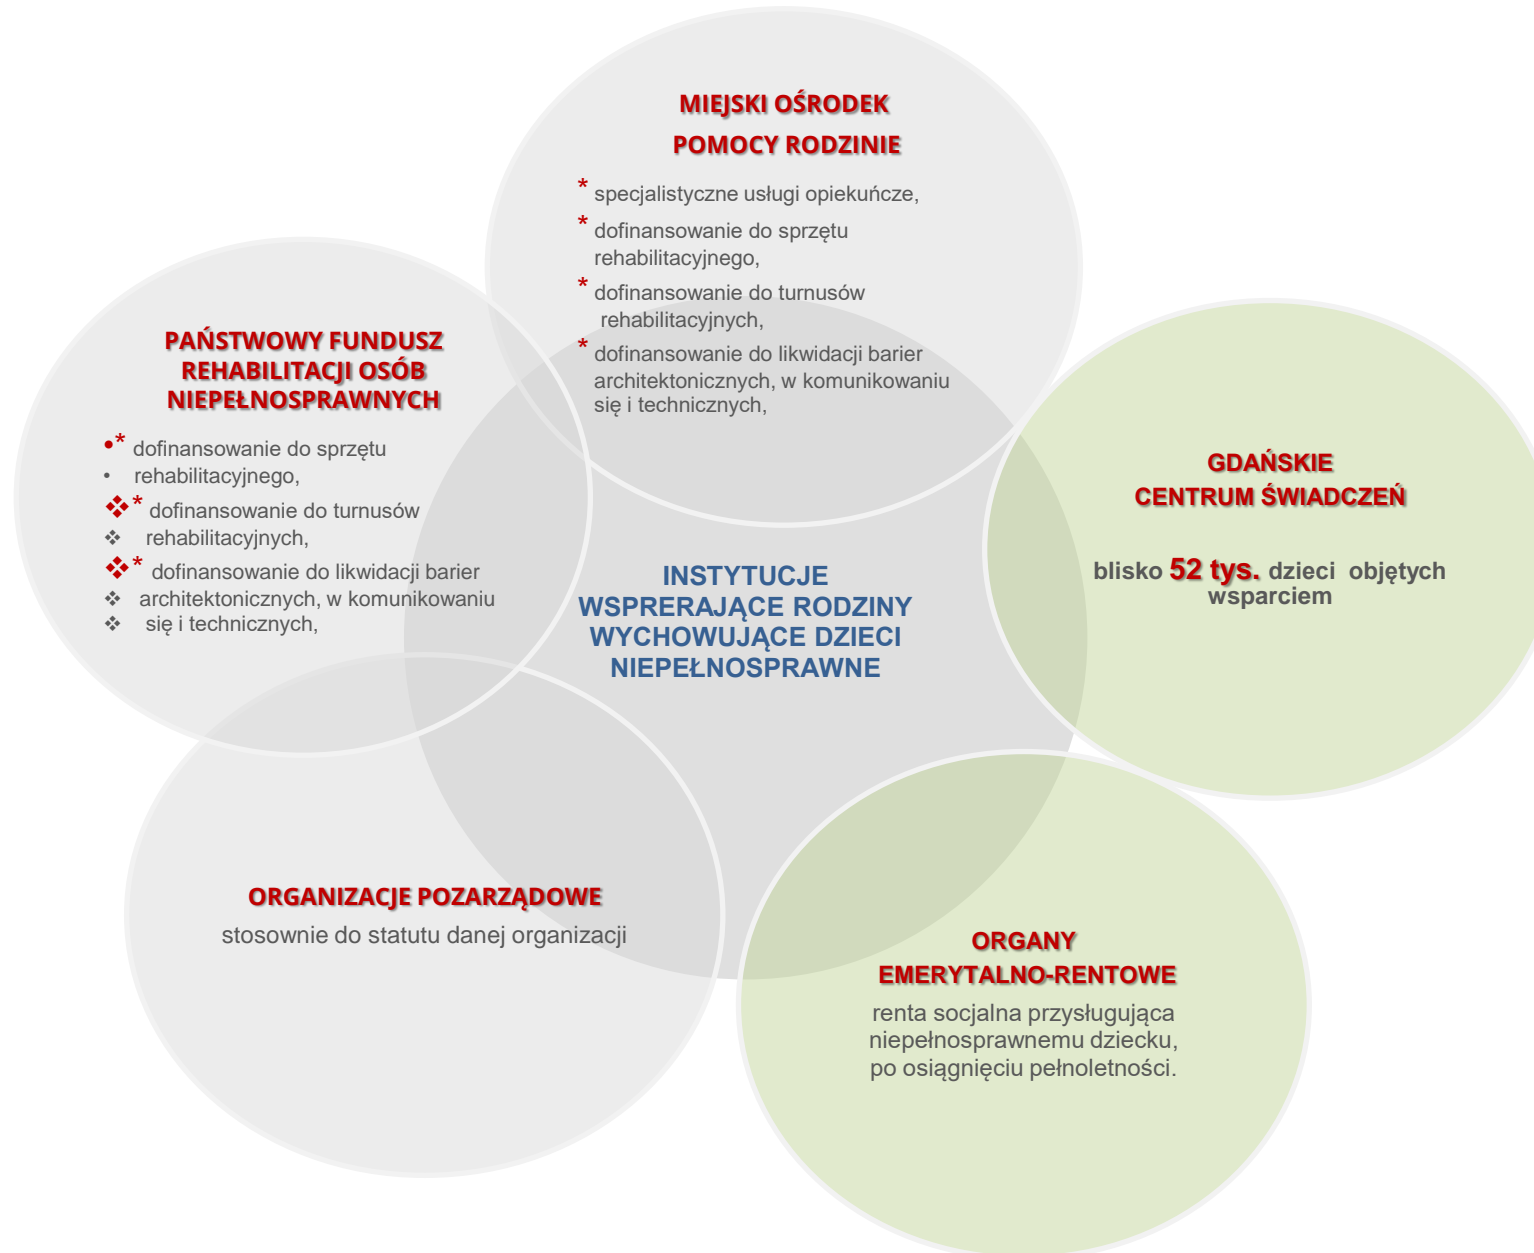 MIEJSKI OŚRODEK
POMOCY RODZINIE
* specjalistyczne usługi opiekuńcze,
* dofinansowanie do sprzętu
rehabilitacyjnego,
* dofinansowanie do turnusów
rehabilitacyjnych,
* dofinansowanie do likwidacji barier
architektonicznych, w komunikowaniu
się i technicznych,
PAŃSTWOWY FUNDUSZ
REHABILITACJI OSÓB
NIEPEŁNOSPRAWNYCH
•* dofinansowanie do sprzętu
• rehabilitacyjnego,
❖* dofinansowanie do turnusów
❖ rehabilitacyjnych,
❖* dofinansowanie do likwidacji barier
❖ architektonicznych, w komunikowaniu
❖ się i technicznych,
GDAŃSKIE
CENTRUM ŚWIADCZEŃ
blisko 52 tys. dzieci objętych
wsparciem
INSTYTUCJE
WSPRERAJĄCE RODZINY
WYCHOWUJĄCE DZIECI
NIEPEŁNOSPRAWNE
ORGANIZACJE POZARZĄDOWE
stosownie do statutu danej organizacji
ORGANY
EMERYTALNO-RENTOWE
renta socjalna przysługująca
niepełnosprawnemu dziecku,
po osiągnięciu pełnoletności.